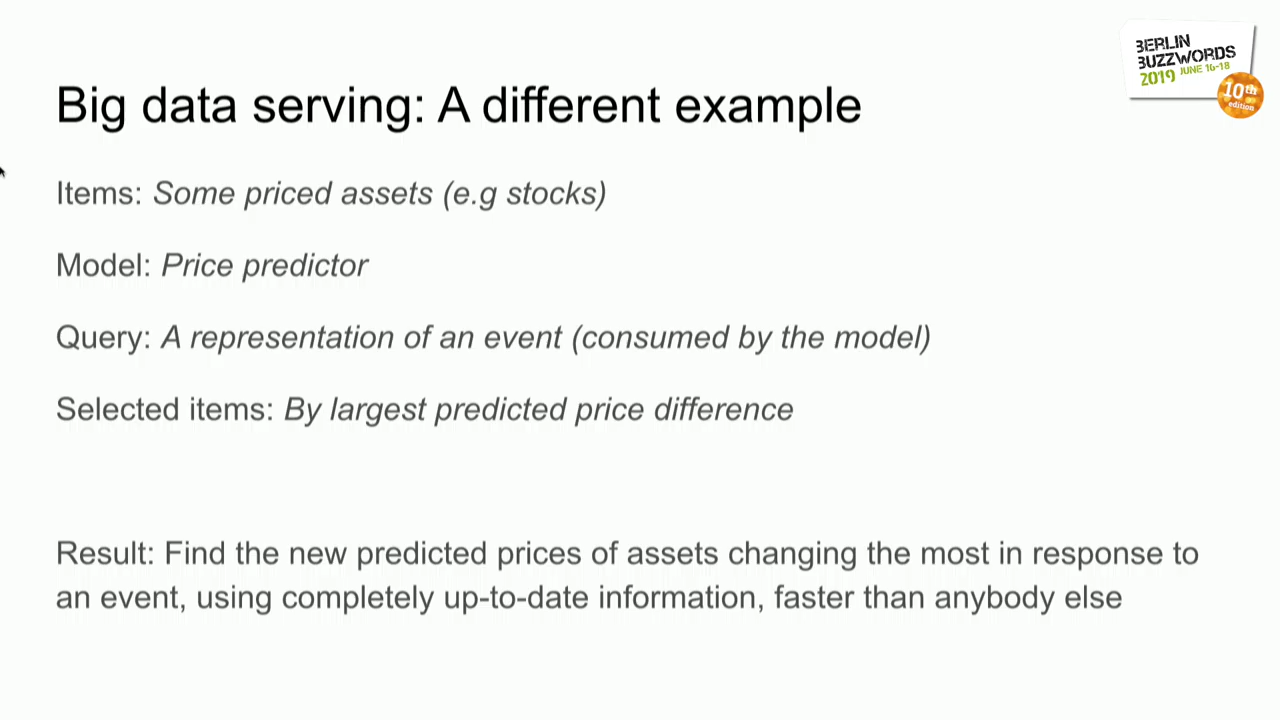 BERLIN
BUZZWORDS
2019 JUNE 16-18
10th
edition
Big data serving: A different example
Items: Some priced assets (e.g stocks)
Model: Price predictor
Query: A representation of an event (consumed by the model)
Selected items: By largest predicted price difference
Result: Find the new predicted prices of assets changing the most in response to
an event, using completely up-to-date information, faster than anybody else